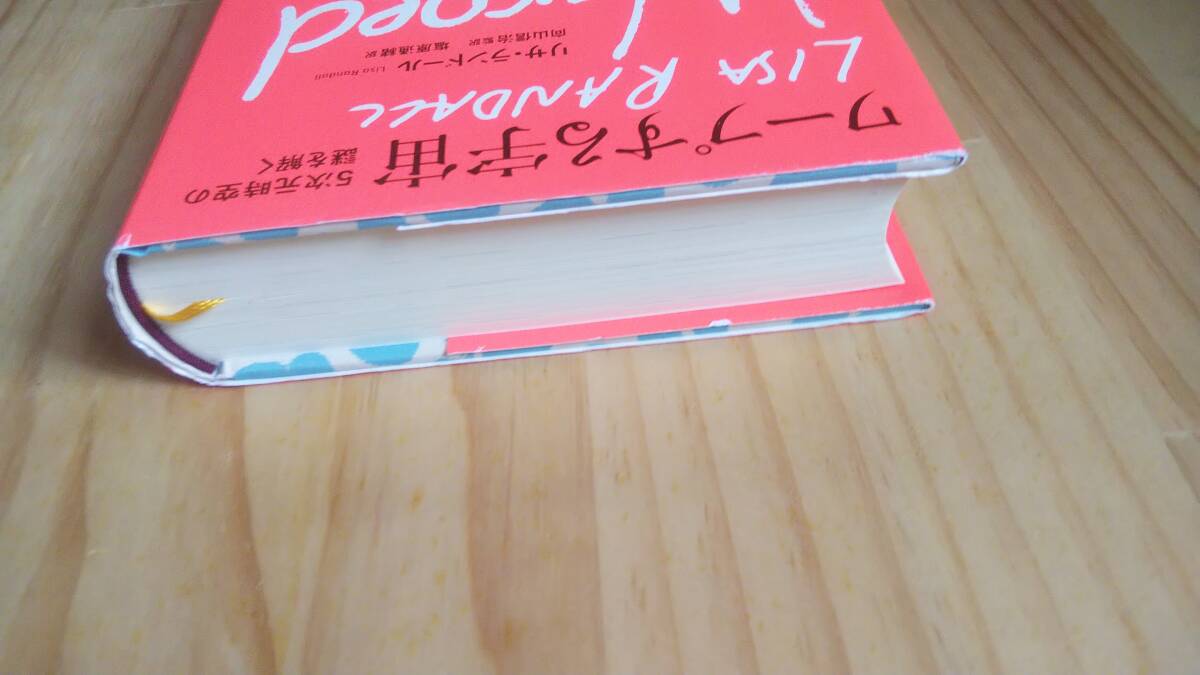 ワープする宇宙
5次元時空の
謎を解く
LISA RANDALL
リサ・ランドール Lisa Randall
向山信治 監訳 塩原通緒 訳
Warped